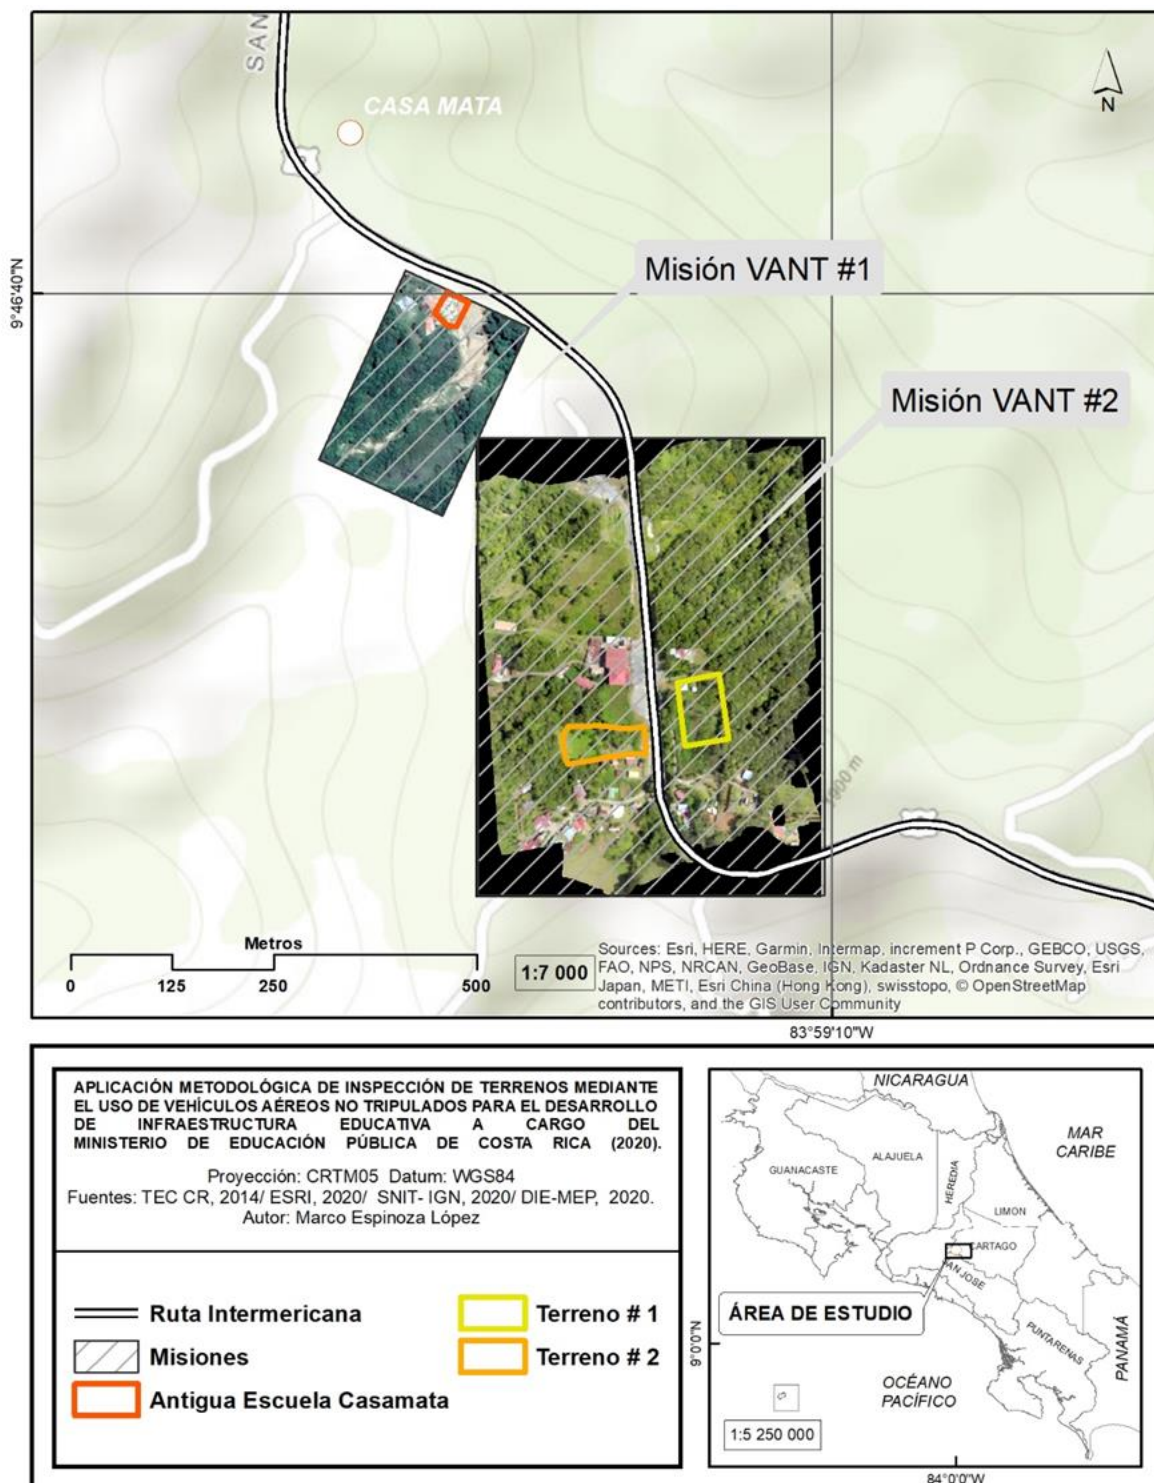 SAN
CASA MATA
N
Misión VANT #1
9°46'40"N
Misión VANT #2
1900 m
Metros
0 125 250 500
1:7 000
Sources: Esri, HERE, Garmin, Intermap, increment P Corp., GEBCO, USGS,
FAO, NPS, NRCAN, GeoBase, IGN, Kadaster NL, Ordnance Survey, Esri
Japan, METI, Esri China (Hong Kong), swisstopo, © OpenStreetMap
contributors, and the GIS User Community
83°59'10"W
APLICACIÓN METODOLÓGICA DE INSPECCIÓN DE TERRENOS MEDIANTE
EL USO DE VEHÍCULOS AÉREOS NO TRIPULADOS PARA EL DESARROLLO
DE INFRAESTRUCTURA EDUCATIVA A CARGO DEL
MINISTERIO DE EDUCACIÓN PÚBLICA DE COSTA RICA (2020).
Proyección: CRTM05 Datum: WGS84
Fuentes: TEC CR, 2014/ ESRI, 2020/ SNIT- IGN, 2020/ DIE-MEP, 2020.
Autor: Marco Espinoza López
Ruta Intermericana
Misiones
Antigua Escuela Casamata
Terreno # 1
Terreno # 2
NICARAGUA
MAR
CARIBE
ALAJUELA
GUANACASTE
HEREDIA
LIMON
CARTAGO
AN JOSE
ÁREA DE ESTUDIO
PUNTARENAS
PANAMÁ
9°0'0"N
OCÉANO
PACÍFICO
1:5 250 000
84°0'0"W